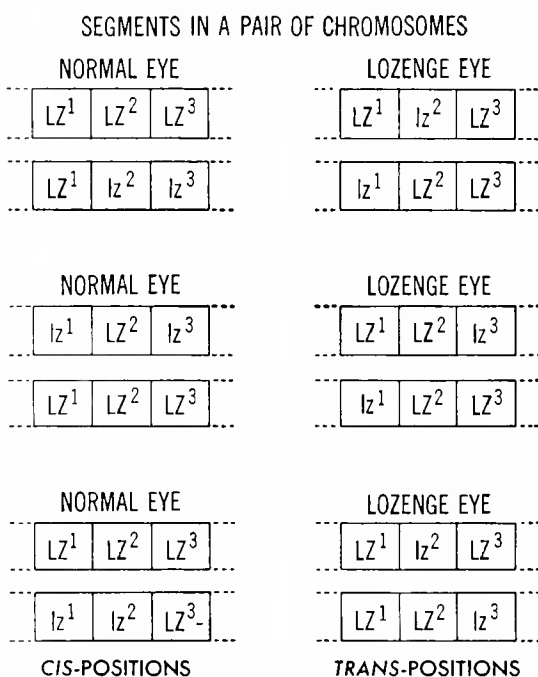 SEGMENTS IN A PAIR OF CHROMOSOMES
NORMAL EYE
LZ¹ LZ² LZ³
LZ¹ lz² lz³
LOZENGE EYE
LZ¹ lz² LZ³
lz¹ LZ² LZ³
NORMAL EYE
lz¹ LZ² lz³
LZ¹ LZ² LZ³
LOZENGE EYE
LZ¹ LZ² lz³
lz¹ LZ² LZ³
NORMAL EYE
LZ¹ LZ² LZ³
lz¹ lz² LZ³
LOZENGE EYE
LZ¹ lz² LZ³
LZ¹ LZ² lz³
CIS-POSITIONS
TRANS-POSITIONS